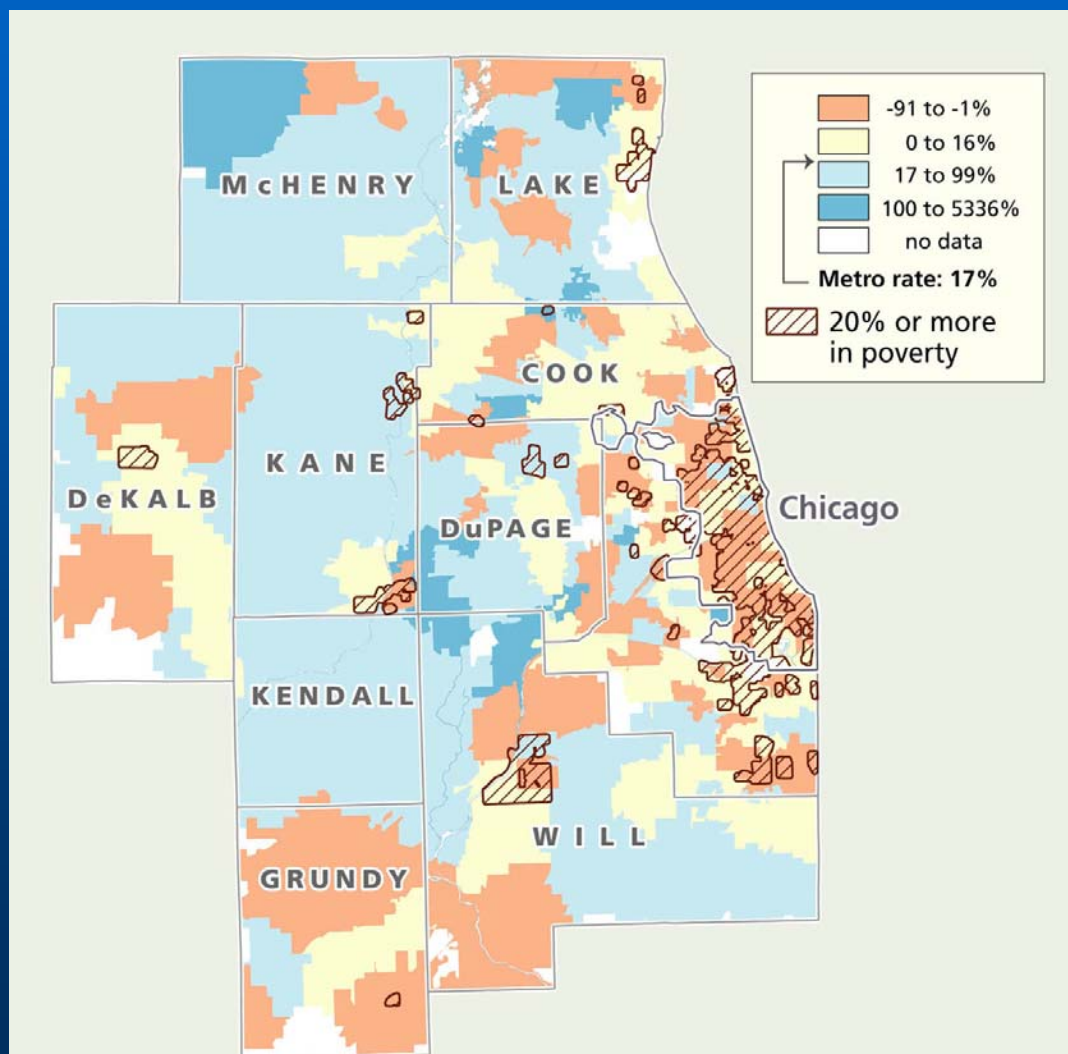 -91 to -1%
0 to 16%
17 to 99%
100 to 5336%
no data
Metro rate: 17%
20% or more
in poverty
McHENRY
LAKE
COOK
KANE
DeKALB
DuPAGE
Chicago
KENDALL
WILL
GRUNDY